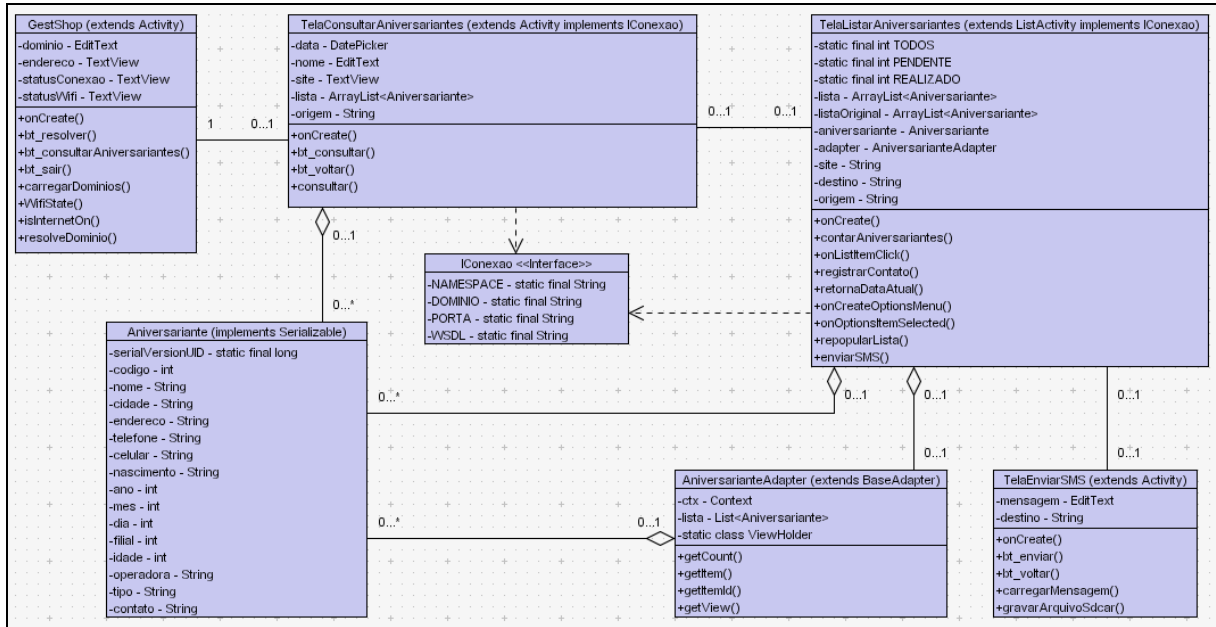 GestShop (extends Activity)
-dominio - EditText
-endereco - TextView
-statusConexao - TextView
-statusWifi - TextView
+onCreate()
+bt_resolver()
+bt_consultarAniversariantes()
+bt_sair()
+carregarDominios()
+WifiState()
+isInternetOn()
+resolveDominio()
1
0...1
TelaConsultarAniversariantes (extends Activity implements IConexao)
-data - DatePicker
-nome - EditText
-site - TextView
-lista - ArrayList<Aniversariante>
-origem - String
+onCreate()
+bt_consultar()
+bt_voltar()
+consultar()
0...1
0...1
TelaListarAniversariantes (extends ListActivity implements IConexao)
-static final int TODOS
-static final int PENDENTE
-static final int REALIZADO
-lista - ArrayList<Aniversariante>
-listaOriginal - ArrayList<Aniversariante>
-aniversariante - Aniversariante
-adapter - AniversarianteAdapter
-site - String
-destino - String
-origem - String
+onCreate()
+contarAniversariantes()
+onListItemClick()
+registrarContato()
+retornaDataAtual()
+onCreateOptionsMenu()
+onOptionsItemSelected()
+repopularLista()
+enviarSMS()
0...1
0...*
IConexao <<Interface>>
-NAMESPACE - static final String
-DOMINIO - static final String
-PORTA - static final String
-WSDL - static final String
Aniversariante (implements Serializable)
-serialVersionUID - static final long
-codigo - int
-nome - String
-cidade - String
-endereco - String
-telefone - String
-celular - String
-nascimento - String
-ano - int
-mes - int
-dia - int
-filial - int
-idade - int
-operadora - String
-tipo - String
-contato - String
0...*
0...1
0...1
0...1
0...1
0...1
0...*
0...1
AniversarianteAdapter (extends BaseAdapter)
-ctx - Context
-lista - List<Aniversariante>
-static class ViewHolder
+getCount()
+getItem()
+getItemId()
+getView()
TelaEnviarSMS (extends Activity)
-mensagem - EditText
-destino - String
+onCreate()
+bt_enviar()
+bt_voltar()
+carregarMensagem()
+gravarArquivoSdcar()